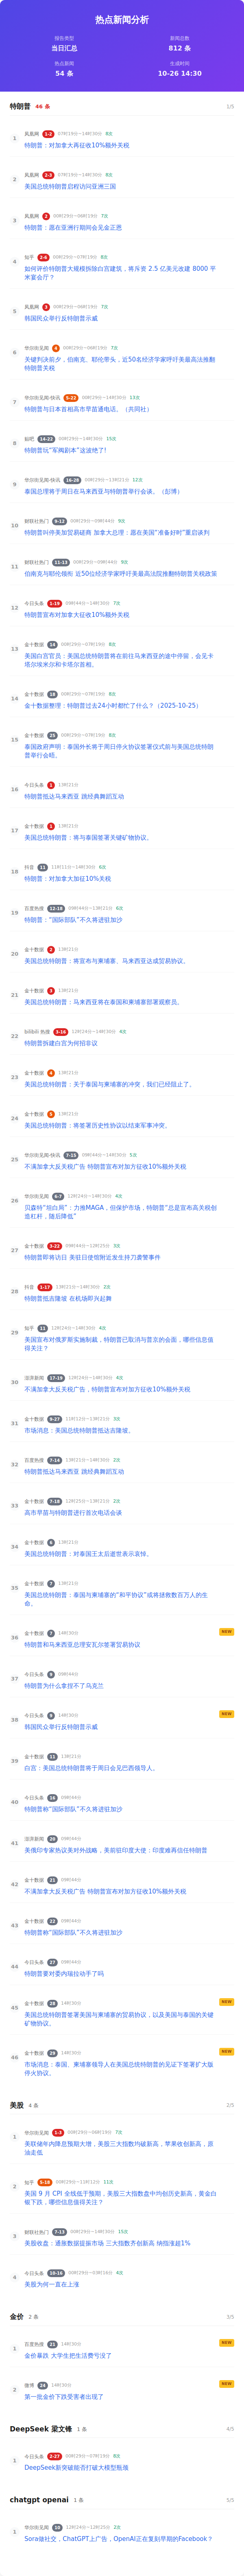 热点新闻分析
报告类型
当日汇总
新闻总数
812 条
热点新闻
54 条
生成时间
10-26 14:30
特朗普 46 条 1/5
1 凤凰网 1-2 07时19分~14时30分 4次
特朗普：对加拿大再征收10%额外关税
2 凤凰网 2-3 07时19分~14时30分 8次
美国总统特朗普启程访问亚洲三国
3 凤凰网 3 00时29分~06时19分 7次
特朗普：愿在亚洲行期间会见金正恩
4 知乎 2-6 00时29分~07时19分 8次
如何评价特朗普大规模拆除白宫建筑，将斥资 2.5 亿美元改建 8000 平
米宴会厅？
5 凤凰网 3 00时29分~06时19分 7次
韩国民众举行反特朗普示威
6 华尔街见闻 4 00时29分~06时19分 7次
关键判决前夕，伯南克、耶伦带头，近50名经济学家呼吁美最高法院推翻
特朗普关税
7 华尔街见闻-快讯 5-22 00时29分~14时30分 13次
特朗普与日本首相高市早苗通电话。（共同社）
8 贴吧 14-22 00时29分~14时30分 15次
特朗普玩“军阀剧本”这波绝了!
9 华尔街见闻-快讯 16-28 00时29分~13时21分 12次
泰国总理将于周日在马来西亚与特朗普举行会谈。（彭博）
10 财联社热门 9-12 00时29分~09时44分 9次
特朗普叫停美加贸易磋商 加拿大总理：愿在美国“准备好时”重启谈判
11 财联社热门 11-13 00时29分~09时44分 9次
伯南克与耶伦领衔 近50位经济学家呼吁美最高法院推翻特朗普关税政策
12 今日头条 1-19 09时44分~14时30分 7次
特朗普宣布对加拿大征收10%额外关税
13 金十数据 14 00时29分~07时19分 8次
美国白宫官员：美国总统特朗普将在前往马来西亚的途中停留，会见卡
塔尔埃米尔和卡塔尔首相。
14 金十数据 18 00时29分~07时19分 8次
金十数据整理：特朗普过去24小时都忙了什么？（2025-10-25）
15 金十数据 25 00时29分~07时19分 8次
泰国政府声明：泰国外长将于周日停火协议签署仪式前与美国总统特朗
普举行会晤。
16 今日头条 1 13时21分
特朗普抵达马来西亚 跳经典舞蹈互动
17 金十数据 1 13时21分
美国总统特朗普：将与泰国签署关键矿物协议。
18 抖音 11 11时11分~14时30分 6次
特朗普：对加拿大加征10%关税
19 百度热搜 12-18 09时44分~13时21分 6次
特朗普：“国际部队”不久将进驻加沙
20 金十数据 2 13时21分
美国总统特朗普：将宣布与柬埔寨、马来西亚达成贸易协议。
21 金十数据 3 13时21分
美国总统特朗普：马来西亚将在泰国和柬埔寨部署观察员。
22 bilibili 热搜 3-16 12时24分~14时30分 4次
特朗普拆建白宫为何招非议
23 金十数据 4 13时21分
美国总统特朗普：关于泰国与柬埔寨的冲突，我们已经阻止了。
24 金十数据 5 13时21分
美国总统特朗普：将签署历史性协议以结束军事冲突。
25 华尔街见闻-快讯 7-15 09时44分~14时30分 5次
不满加拿大反关税广告 特朗普宣布对加方征收10%额外关税
26 华尔街见闻 6-7 12时24分~14时30分 4次
贝森特“坦白局”：力推MAGA，但保护市场，特朗普“总是宣布高关税创
造杠杆，随后降低”
27 金十数据 3-22 09时44分~12时25分 3次
特朗普即将访日 美驻日使馆附近发生持刀袭警事件
28 抖音 1-17 13时21分~14时30分 2次
特朗普抵吉隆坡 在机场即兴起舞
29 知乎 11 12时24分~14时30分 4次
美国宣布对俄罗斯实施制裁，特朗普已取消与普京的会面，哪些信息值
得关注？
30 澎湃新闻 17-19 12时24分~14时30分 4次
不满加拿大反关税广告，特朗普宣布对加方征收10%额外关税
31 金十数据 9-27 11时12分~13时21分 3次
市场消息：美国总统特朗普抵达吉隆坡。
32 百度热搜 7-14 13时21分~14时30分 2次
特朗普抵达马来西亚 跳经典舞蹈互动
33 金十数据 7-18 12时25分~13时21分 2次
高市早苗与特朗普进行首次电话会谈
34 金十数据 6 13时21分
美国总统特朗普：对泰国王太后逝世表示哀悼。
35 金十数据 7 13时21分
美国总统特朗普：泰国与柬埔寨的“和平协议”或将拯救数百万人的生
命。
36 金十数据 7 14时30分 NEW
特朗普和马来西亚总理安瓦尔签署贸易协议
37 今日头条 8 09时44分
特朗普为什么拿捏不了乌克兰
38 今日头条 9 14时30分 NEW
韩国民众举行反特朗普示威
39 金十数据 11 13时21分
白宫：美国总统特朗普将于周日会见巴西领导人。
40 今日头条 16 09时44分
特朗普称“国际部队”不久将进驻加沙
41 澎湃新闻 20 09时44分
美俄印专家热议美对外战略，美前驻印度大使：印度难再信任特朗普
42 金十数据 21 09时44分
不满加拿大反关税广告 特朗普宣布对加方征收10%额外关税
43 金十数据 22 09时44分
特朗普称“国际部队”不久将进驻加沙
44 今日头条 27 09时44分
特朗普要对委内瑞拉动手了吗
45 金十数据 28 14时30分 NEW
美国总统特朗普签署美国与柬埔寨的贸易协议，以及美国与泰国的关键
矿物协议。
46 金十数据 29 14时30分 NEW
市场消息：泰国、柬埔寨领导人在美国总统特朗普的见证下签署扩大版
停火协议。
美股 4 条 2/5
1 华尔街见闻 1-3 00时29分~06时19分 7次
美联储年内降息预期大增，美股三大指数均破新高，苹果收创新高，原
油走低
2 知乎 5-18 00时29分~11时12分 11次
美国 9 月 CPI 全线低于预期，美股三大指数盘中均创历史新高，黄金白
银下跌，哪些信息值得关注？
3 财联社热门 7-13 00时29分~14时30分 15次
美股收盘：通胀数据提振市场 三大指数齐创新高 纳指涨超1%
4 今日头条 10-16 00时29分~03时16分 4次
美股为何一直在上涨
金价 2 条 3/5
1 百度热搜 21 14时30分 NEW
金价暴跌 大学生把生活费亏没了
2 微博 24 14时30分 NEW
第一批金价下跌受害者出现了
DeepSeek 梁文锋 1 条 4/5
1 今日头条 2-27 00时29分~07时19分 8次
DeepSeek新突破能否打破大模型瓶颈
chatgpt openai 1 条 5/5
1 华尔街见闻 10 12时24分~12时25分 2次
Sora做社交，ChatGPT上广告，OpenAI正在复刻早期的Facebook？